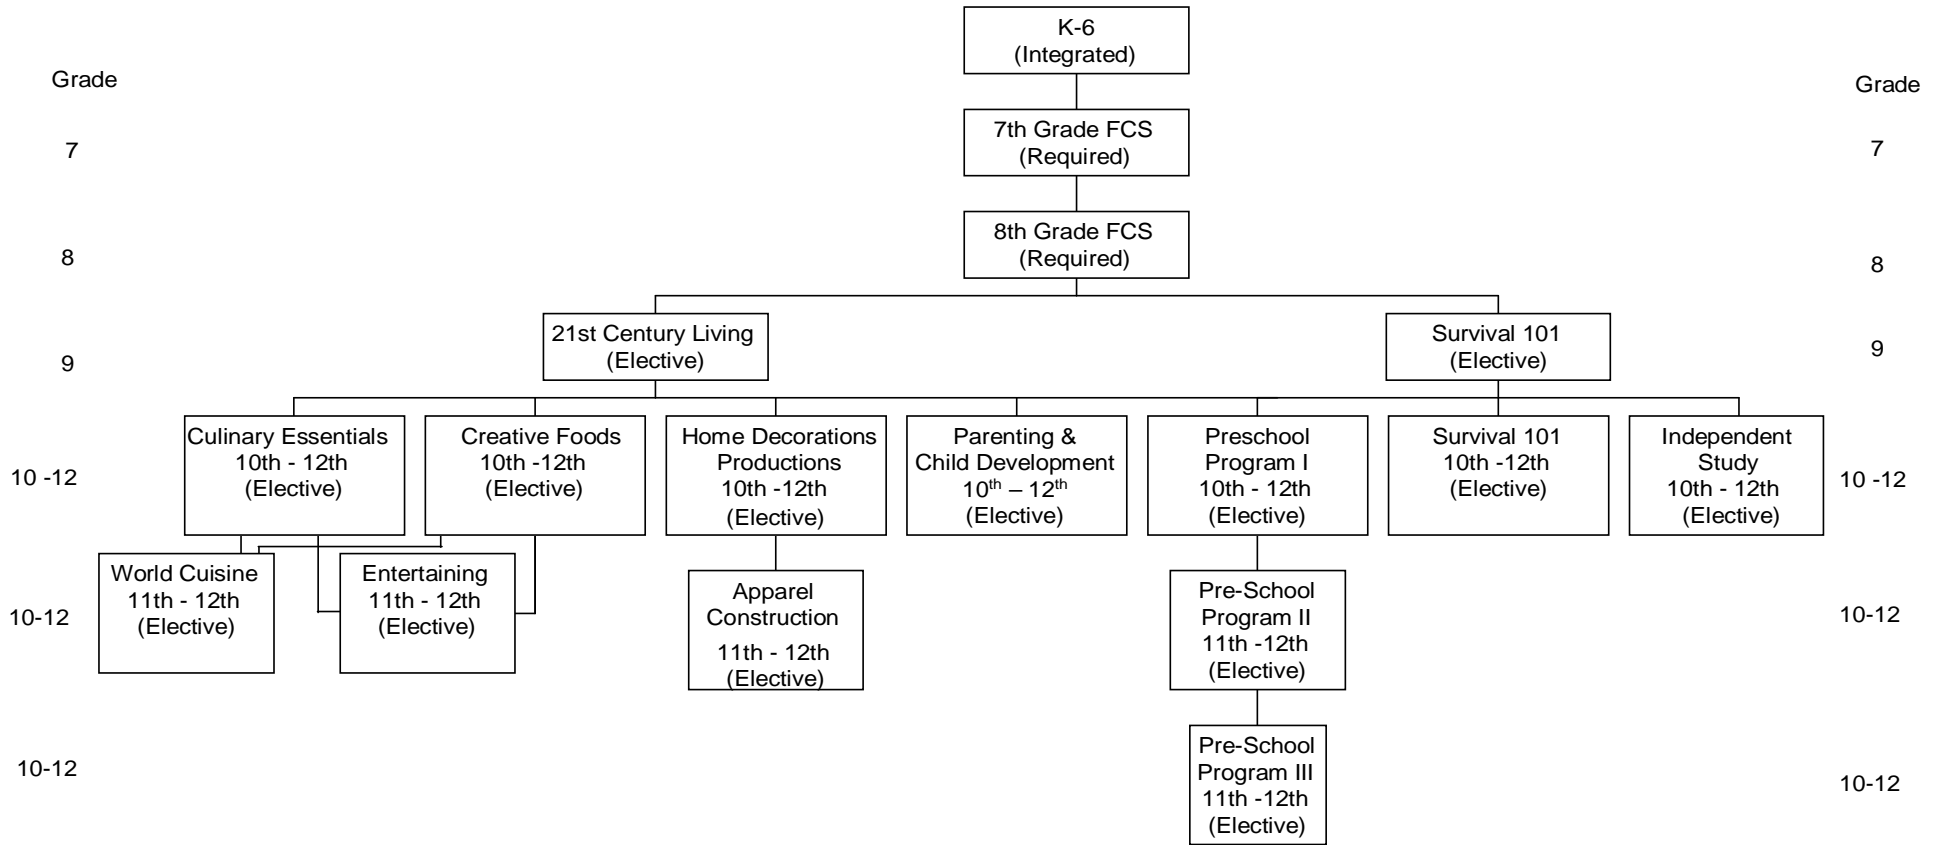 K-6
(Integrated)
Grade
Grade
7th Grade FCS
(Required)
7
7
8th Grade FCS
(Required)
8
8
21st Century Living
(Elective)
Survival 101
(Elective)
9
9
Culinary Essentials
10th - 12th
(Elective)
Creative Foods
10th -12th
(Elective)
Home Decorations
Productions
10th -12th
(Elective)
Parenting &
Child Development
10th – 12th
(Elective)
Preschool
Program I
10th - 12th
(Elective)
Survival 101
10th -12th
(Elective)
Independent
Study
10th - 12th
(Elective)
10 -12
10 -12
World Cuisine
11th - 12th
(Elective)
Entertaining
11th - 12th
(Elective)
Apparel
Construction
11th - 12th
(Elective)
Pre-School
Program II
11th -12th
(Elective)
10-12
10-12
Pre-School
Program III
11th -12th
(Elective)
10-12
10-12